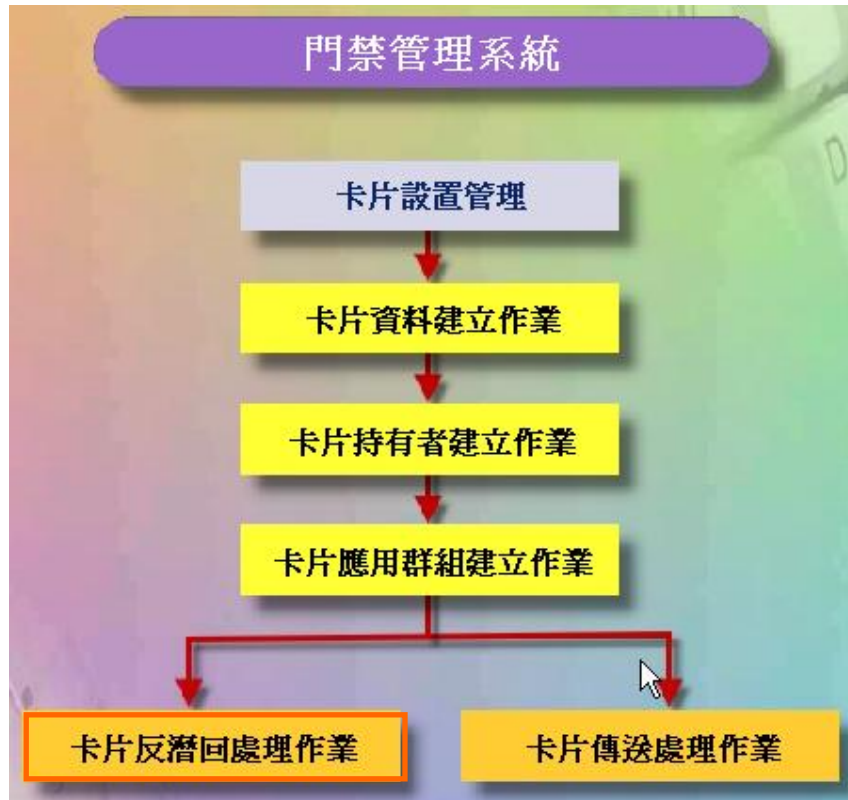 門禁管理系統
卡片設置管理
卡片資料建立作業
卡片持有者建立作業
卡片應用群組建立作業
卡片反潛回處理作業
卡片傳送處理作業